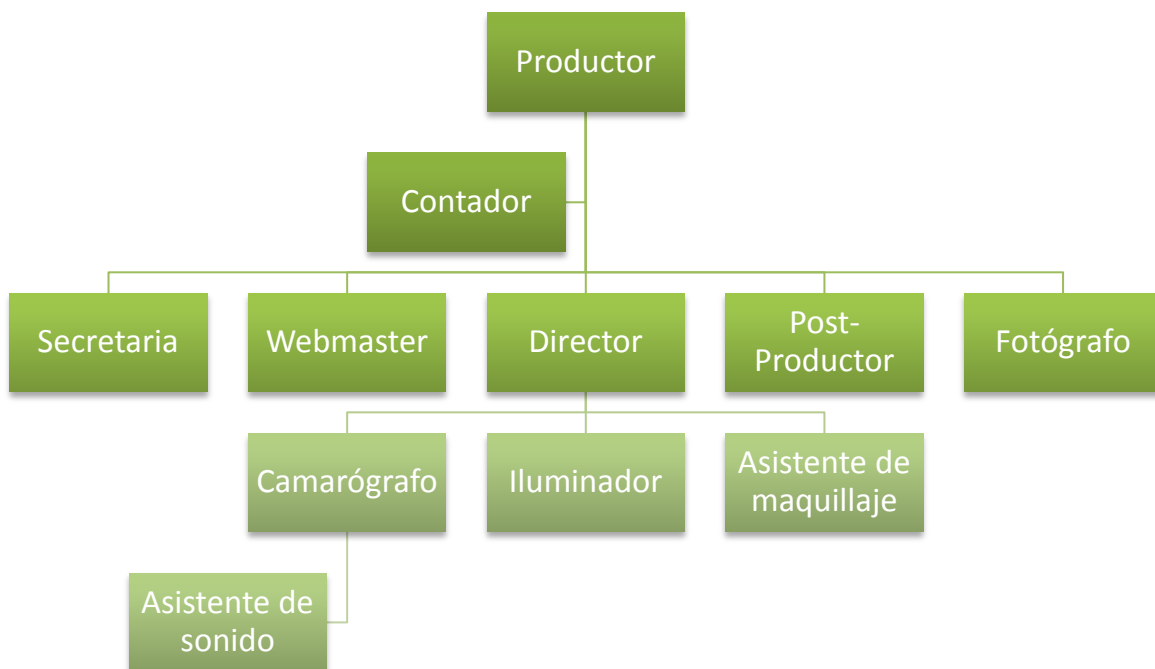 Productor
Contador
Secretaria
Webmaster
Director
Post-
Productor
Fotógrafo
Camarógrafo
Iluminador
Asistente de
maquillaje
Asistente de
sonido